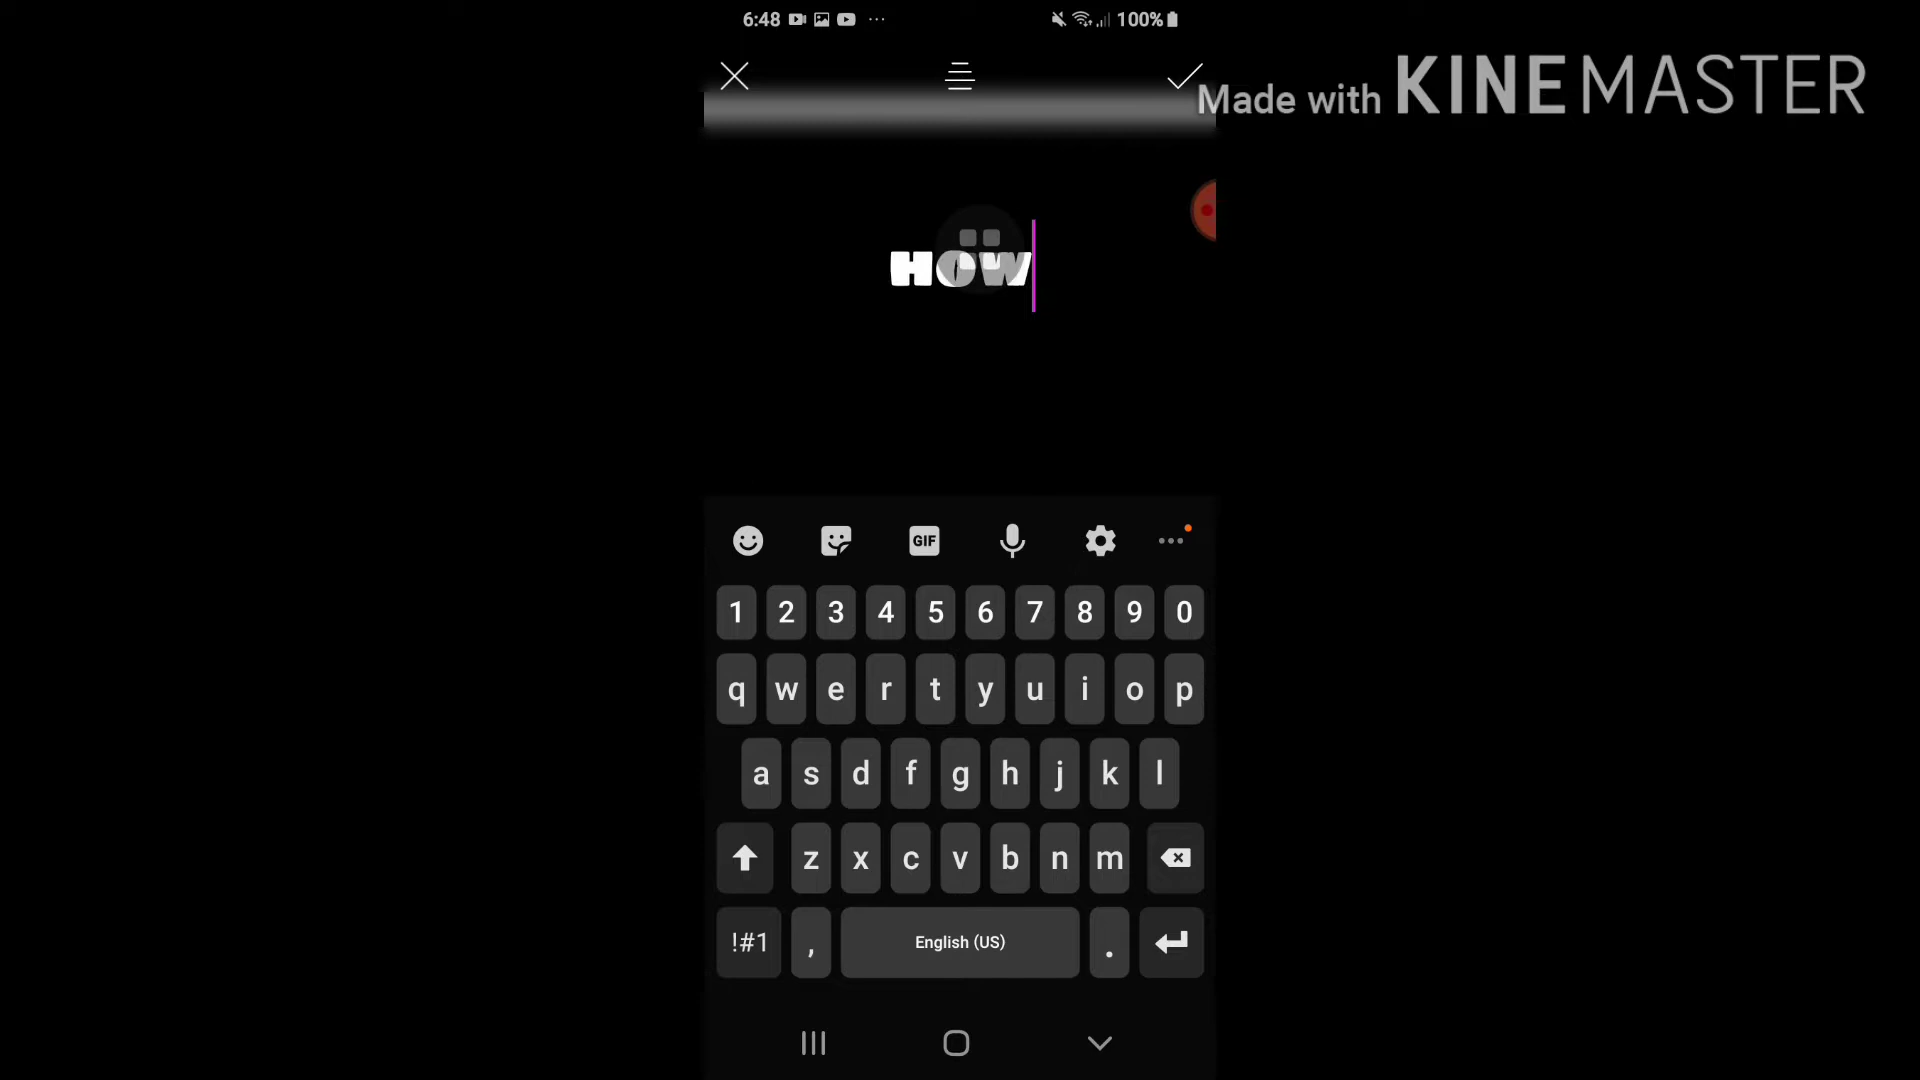 6:48 ... 100%
Made with KINEMASTER
HOW
GIF
1 2 3 4 5 6 7 8 9 0
q w e r t y u i o p
a s d f g h j k l
z x c v b n m
!#1 , English (US) .